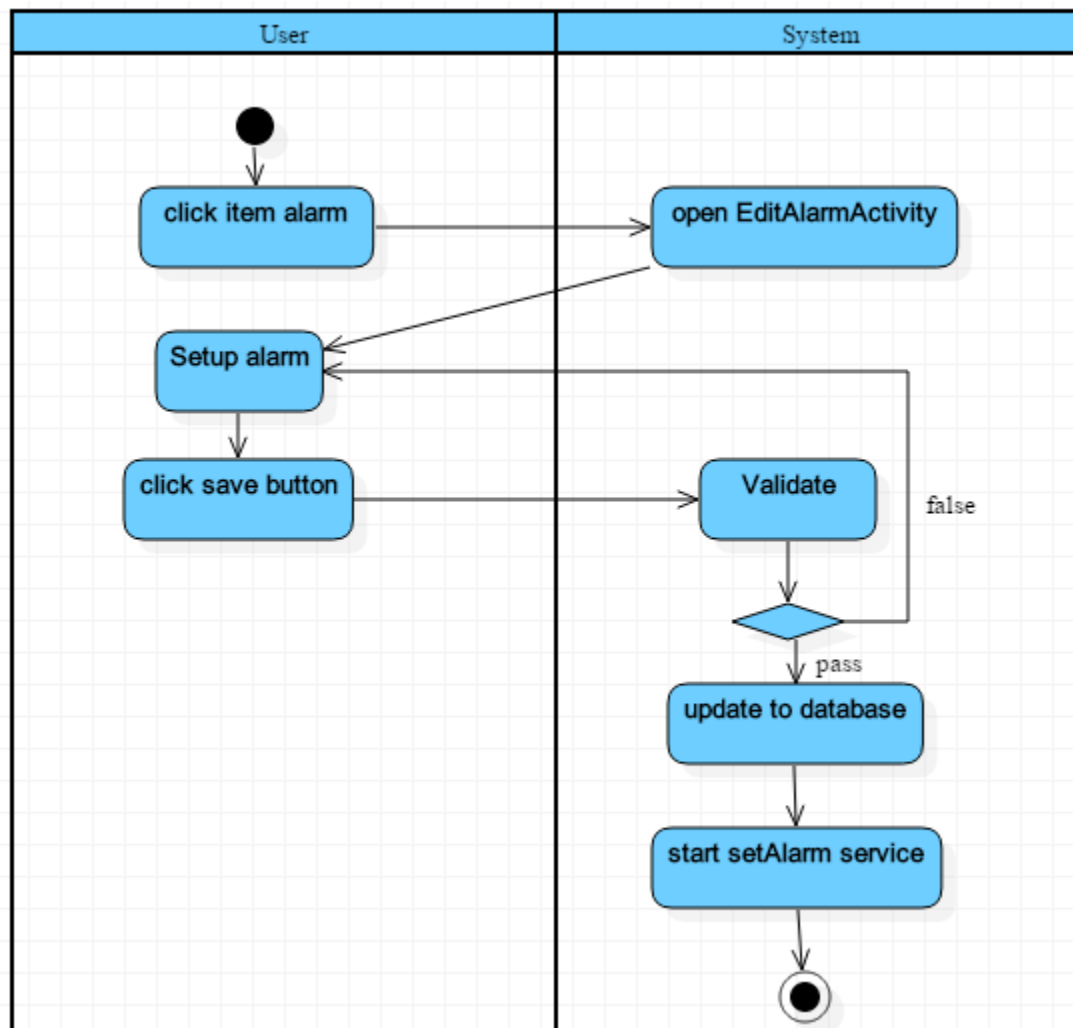 User
System
click item alarm
open EditAlarmActivity
Setup alarm
click save button
Validate
false
pass
update to database
start setAlarm service